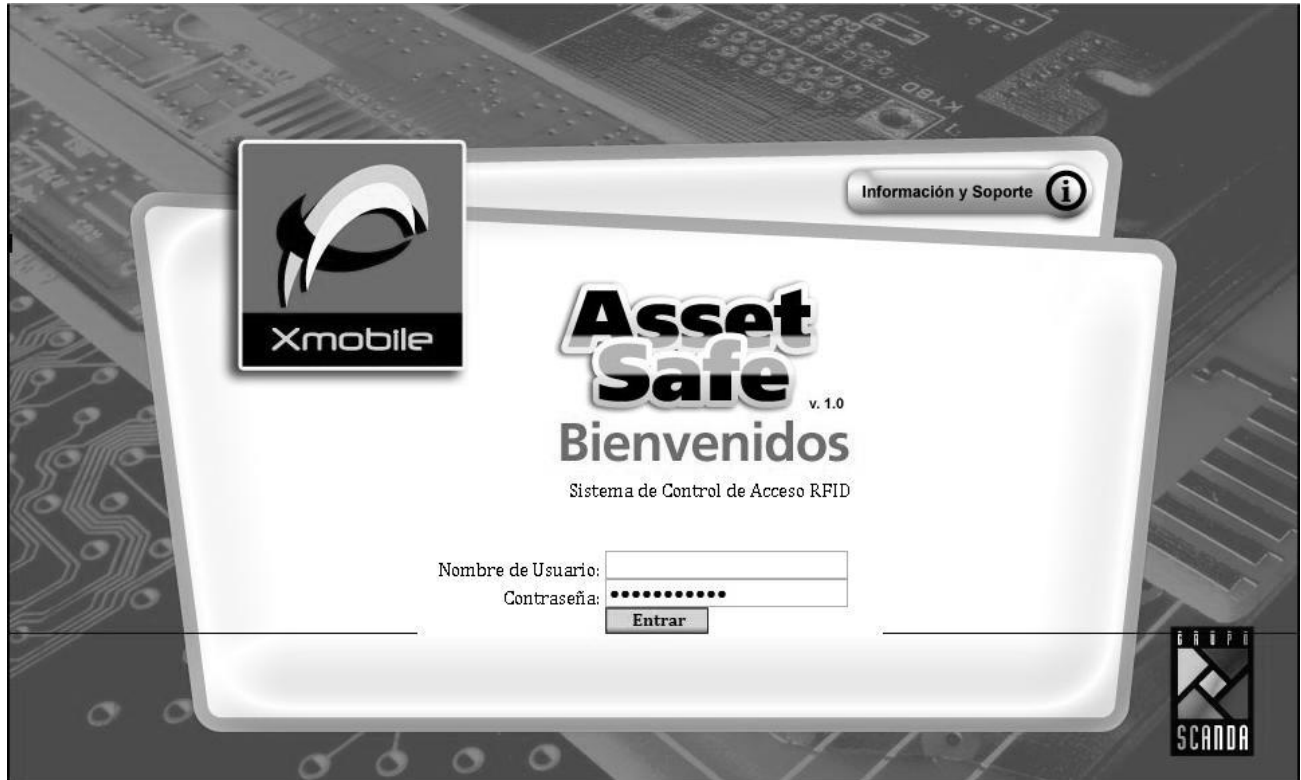 KYBD
Información y Soporte
Xmobile
Asset
Safe
v. 1.0
Bienvenidos
Sistema de Control de Acceso RFID
Nombre de Usuario:
Contraseña: •••••••••••
Entrar
GRUPO
SCANDA